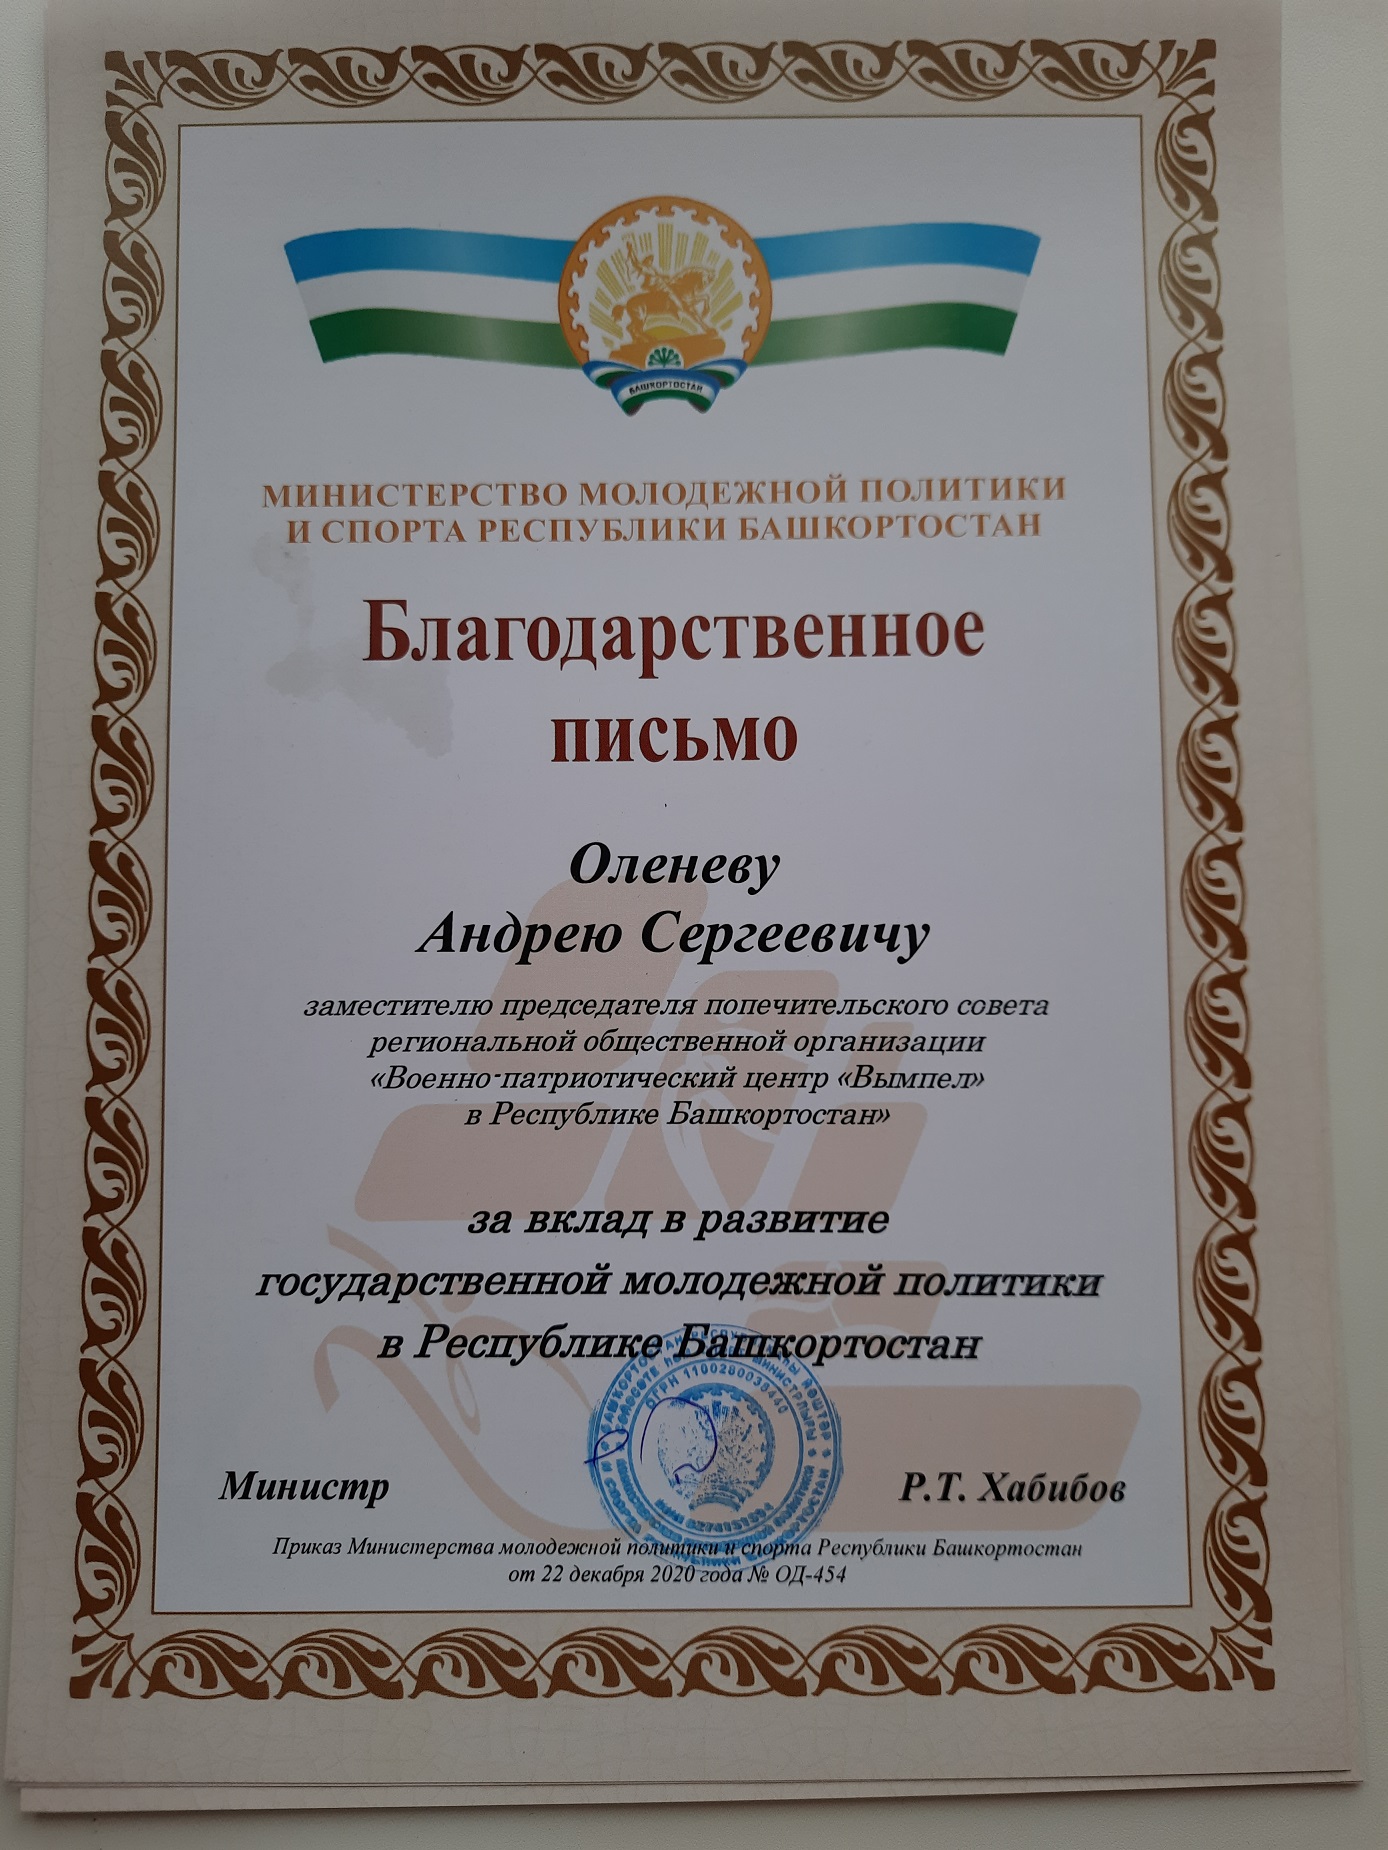 БАШКОРТОСТАН
МИНИСТЕРСТВО МОЛОДЕЖНОЙ ПОЛИТИКИ
И СПОРТА РЕСПУБЛИКИ БАШКОРТОСТАН
Благодарственное
письмо
Оленеву
Андрею Сергеевичу
заместителю председателя попечительского совета
региональной общественной организации
«Военно-патриотический центр «Вымпел»
в Республике Башкортостан»
за вклад в развитие
государственной молодежной политики
в Республике Башкортостан
Министр
Р.Т. Хабибов
Приказ Министерства молодежной политики и спорта Республики Башкортостан
от 22 декабря 2020 года № ОД-454